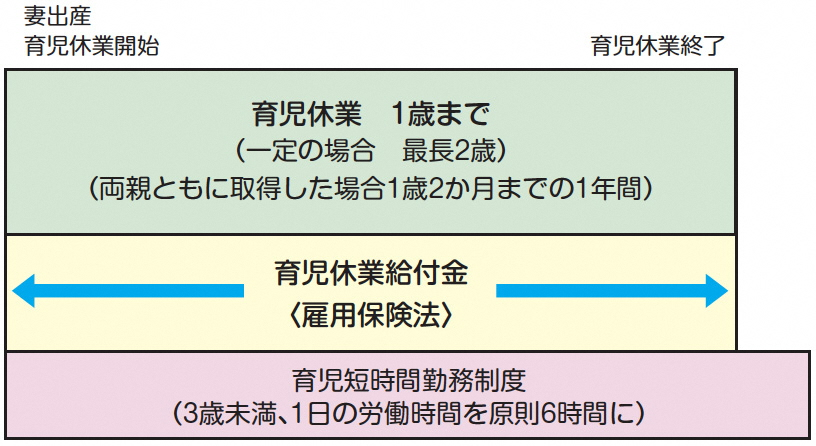 妻出産
育児休業開始
育児休業終了
育児休業　1歳まで
（一定の場合　最長2歳）
（両親ともに取得した場合1歳2か月までの1年間）
育児休業給付金
〈雇用保険法〉
育児短時間勤務制度
（3歳未満、1日の労働時間を原則6時間に）